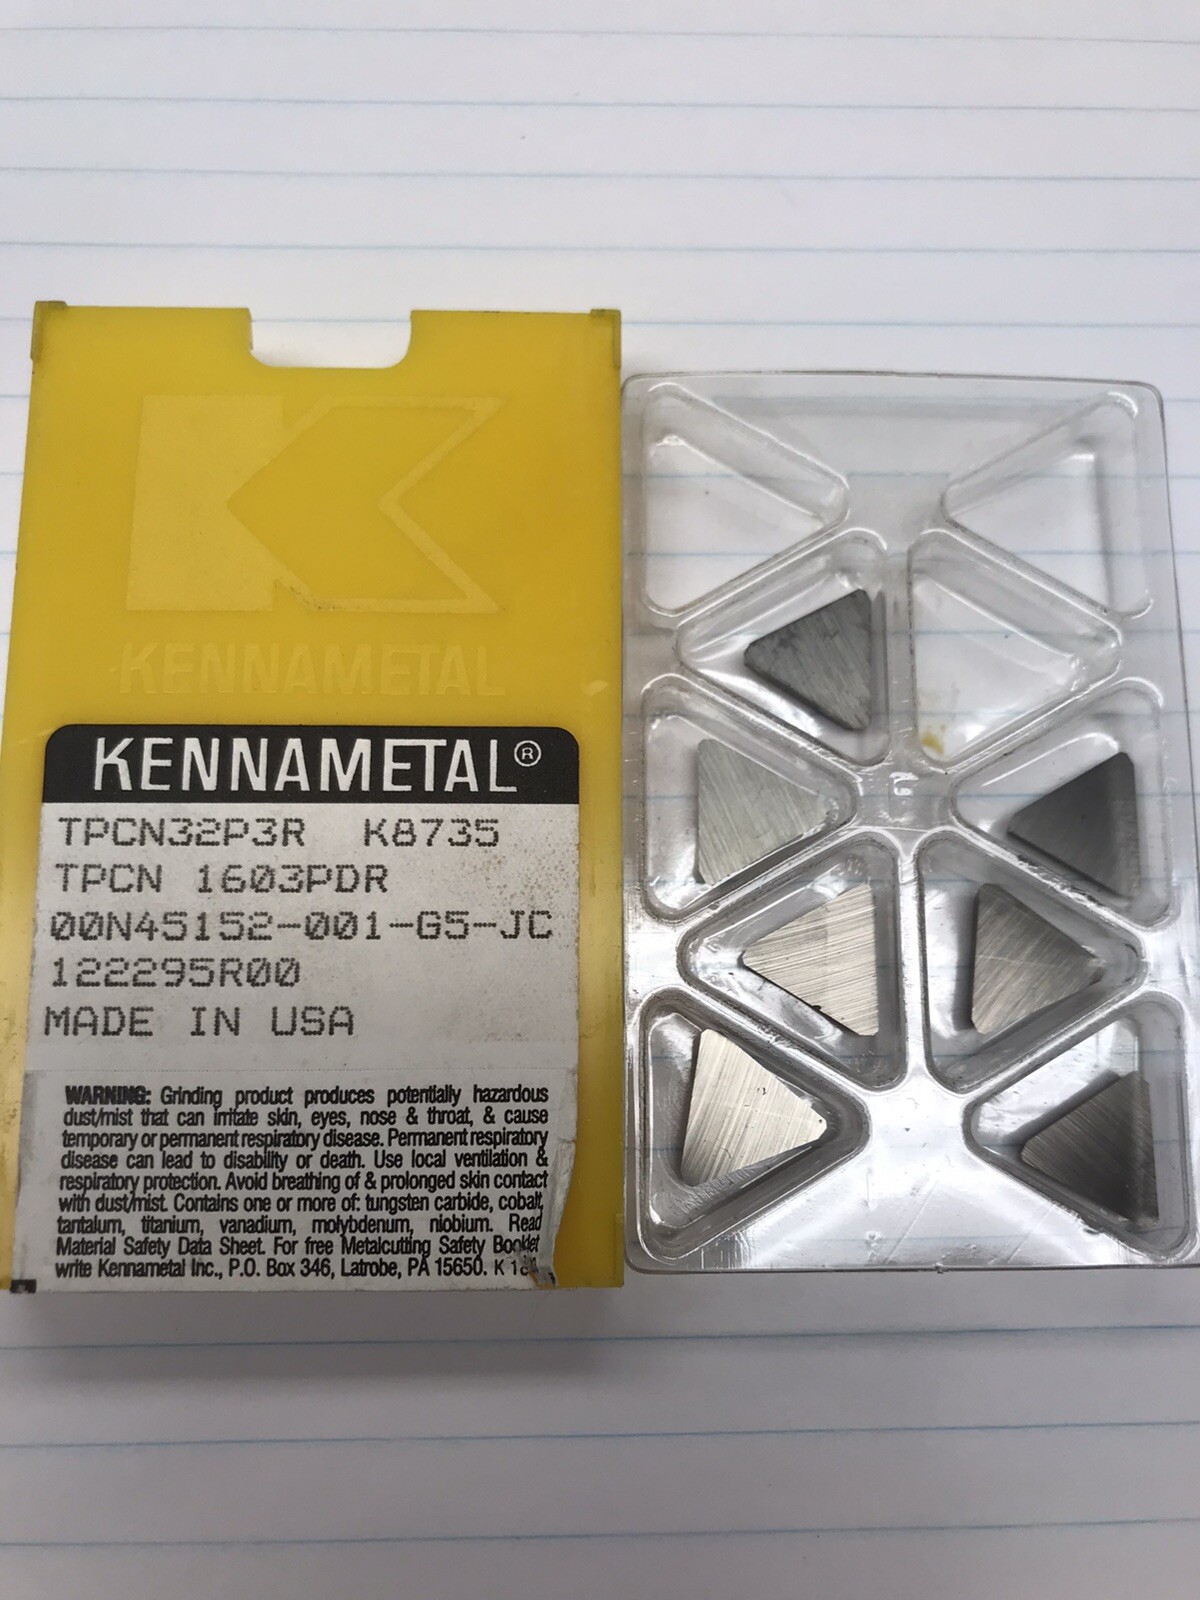 KENNAMETAL
KENNAMETAL®
TPCN32P3R K8735
TPCN 1603PDR
00N45152-001-G5-JC
122295R00
MADE IN USA
WARNING: Grinding product produces potentially hazardous
dust/mist that can irritate skin, eyes, nose & throat, & cause
temporary or permanent respiratory disease. Permanent respiratory
disease can lead to disability or death. Use local ventilation &
respiratory protection. Avoid breathing of & prolonged skin contact
with dust/mist. Contains one or more of: tungsten carbide, cobalt,
tantalum, titanium, vanadium, molybdenum, niobium. Read
Material Safety Data Sheet. For free Metalcutting Safety Booklet
write Kennametal Inc., P.O. Box 346, Latrobe, PA 15650. K